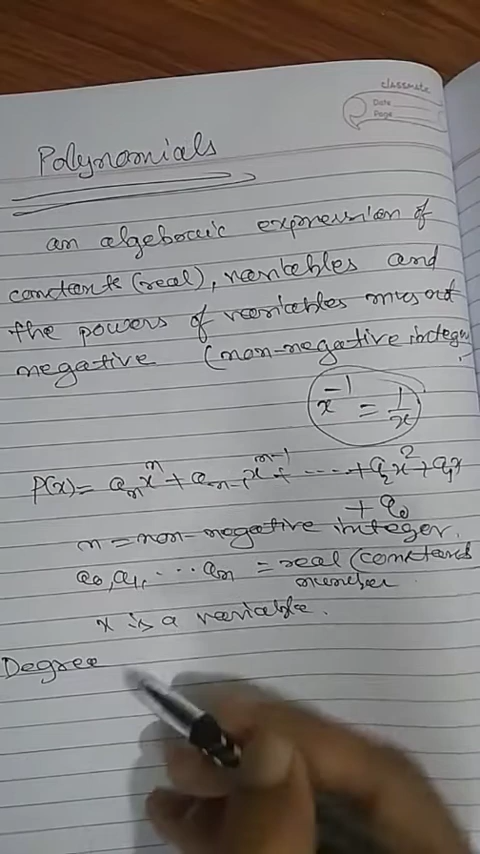 classmate
Date
Page
Polynomials
an algebraic expression of
constants (real), variables and
the powers of variables must not
negative (non-negative integer
x⁻¹ = 1/x
P(x) = aₙxⁿ + aₙ₋₁xⁿ⁻¹ + ... + a₂x² + a₁x
+ a₀
n = non-negative integer.
a₀, a₁, ... aₙ = real (constant)
number
x is a variable.
Degree